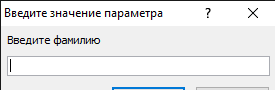 Введите значение параметра
Введите фамилию